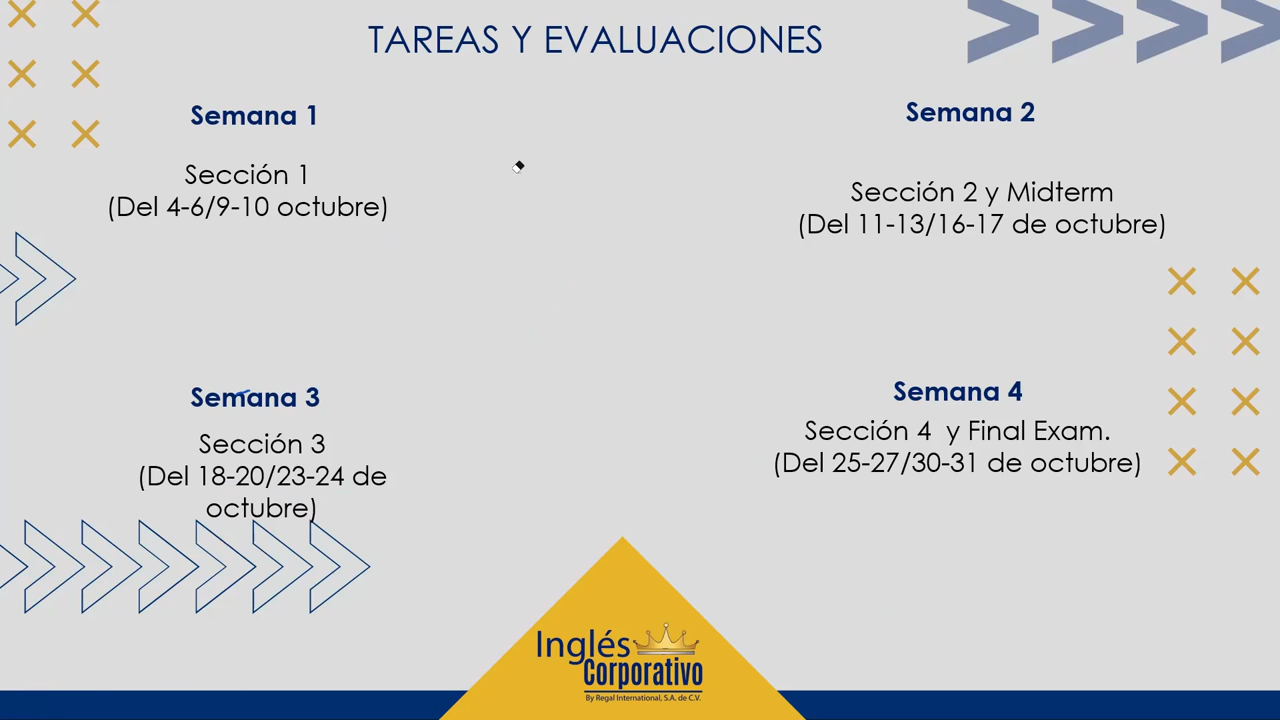 TAREAS Y EVALUACIONES
Semana 1
Sección 1
(Del 4-6/9-10 octubre)
Semana 2
Sección 2 y Midterm
(Del 11-13/16-17 de octubre)
Semana 3
Sección 3
(Del 18-20/23-24 de
octubre)
Semana 4
Sección 4 y Final Exam.
(Del 25-27/30-31 de octubre)
Inglés
Corporativo
By Regal International, S.A. de C.V.